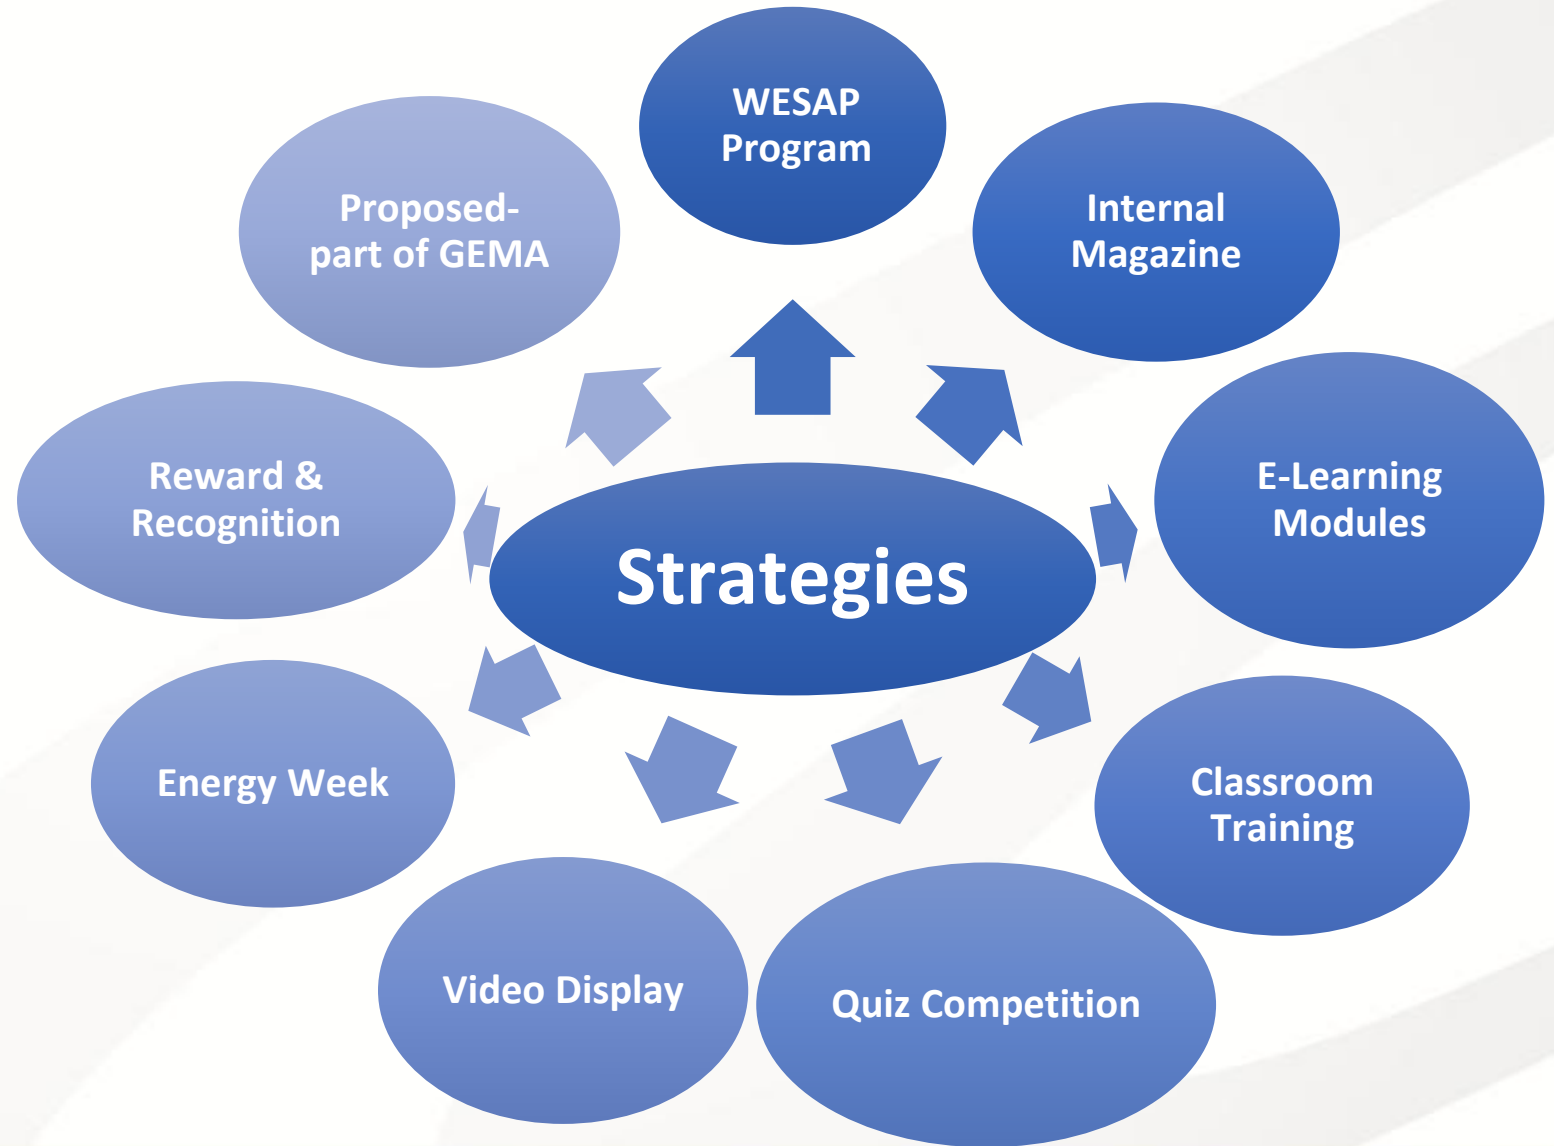 WESAP
Program
Internal
Magazine
E-Learning
Modules
Classroom
Training
Quiz Competition
Video Display
Energy Week
Reward &
Recognition
Proposed-
part of GEMA
Strategies